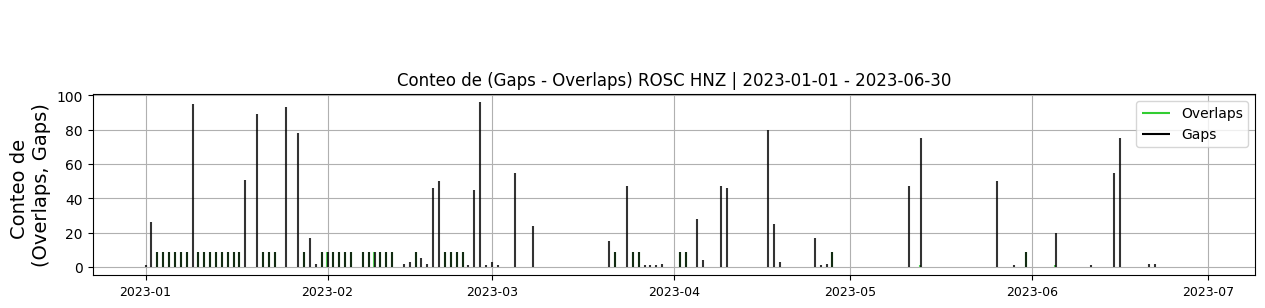 Conteo de (Gaps - Overlaps) ROSC HNZ | 2023-01-01 - 2023-06-30
Conteo de
(Overlaps, Gaps)
100
80
60
40
20
0
Overlaps
Gaps
2023-01
2023-02
2023-03
2023-04
2023-05
2023-06
2023-07